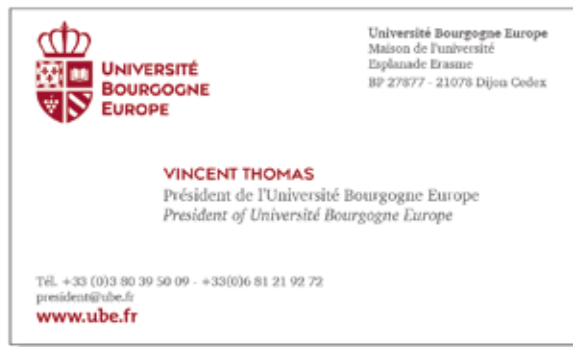 UNIVERSITÉ
BOURGOGNE
EUROPE
Université Bourgogne Europe
Maison de l'université
Esplanade Erasme
BP 27877 - 21078 Dijon Cedex
VINCENT THOMAS
Président de l'Université Bourgogne Europe
President of Université Bourgogne Europe
Tél. +33 (0)3 80 39 50 09 - +33(0)6 81 21 92 72
president@ube.fr
www.ube.fr